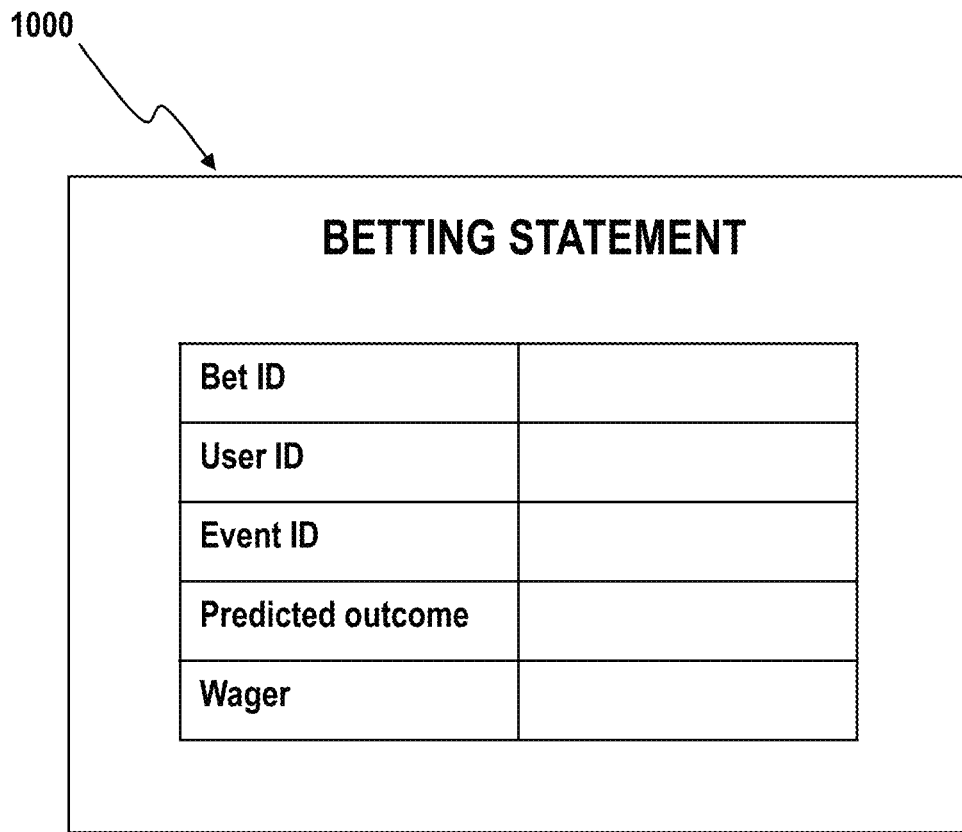 1000
BETTING STATEMENT
Bet ID
User ID
Event ID
Predicted outcome
Wager